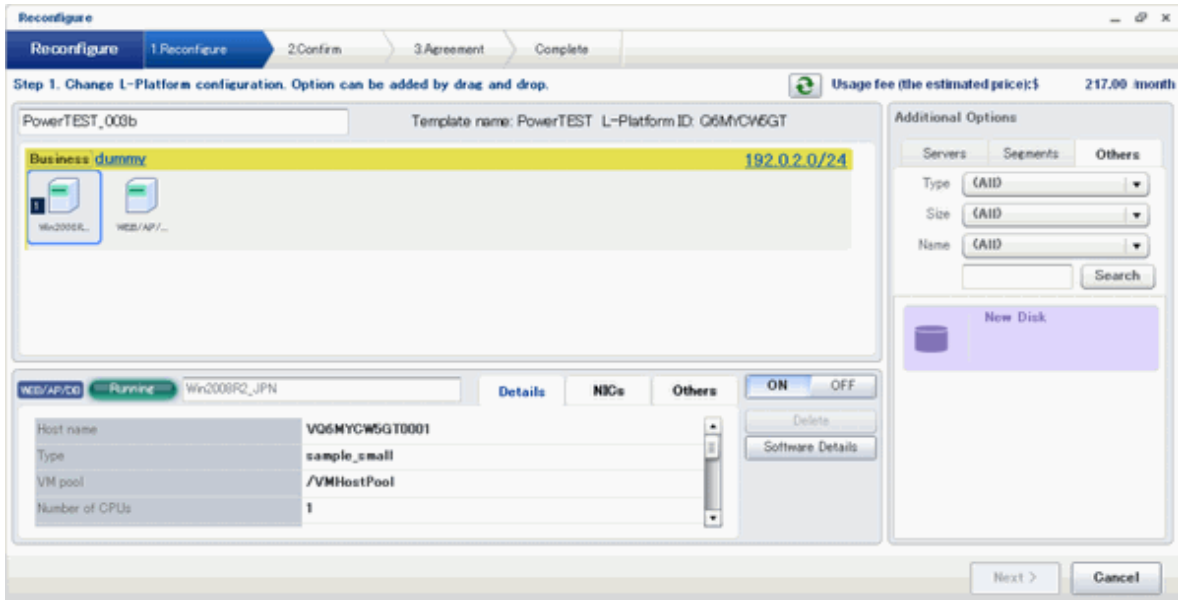 Reconfigure
Reconfigure 1.Reconfigure 2.Confirm 3.Agreement Complete
Step 1. Change L-Platform configuration. Option can be added by drag and drop. Usage fee (the estimated price):$ 217.00 /month
PowerTEST_003b Template name: PowerTEST L-Platform ID: Q6MYCW5GT
Business dummy 192.0.2.0/24
1
Win2008R... WEB/AP/...
Additional Options
Servers Segments Others
Type (All)
Size (All)
Name (All)
Search
New Disk
WEB/AP/DB Running Win2008R2_JPN Details NICs Others ON OFF
Host name VQ6MYCW5GT0001
Type sample_small
VM pool /VMHostPool
Number of CPUs 1
Delete
Software Details
Next > Cancel